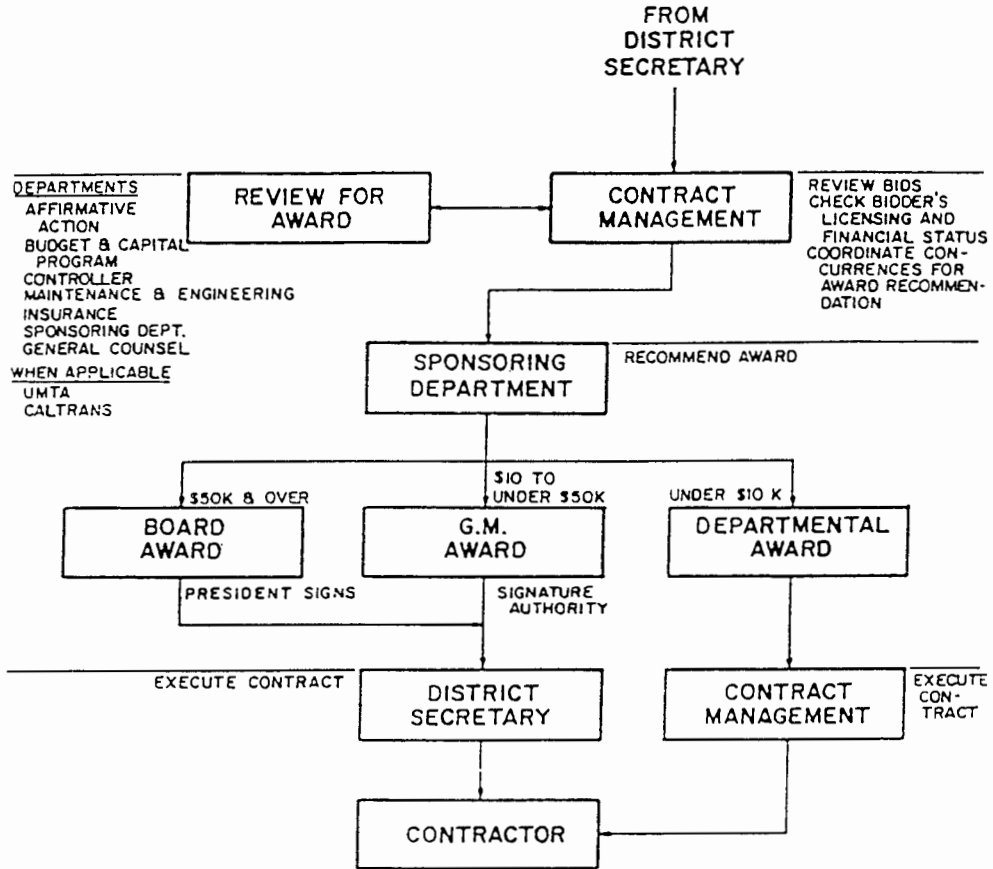 FROM
DISTRICT
SECRETARY
DEPARTMENTS
AFFIRMATIVE
ACTION
BUDGET & CAPITAL
PROGRAM
CONTROLLER
MAINTENANCE & ENGINEERING
INSURANCE
SPONSORING DEPT.
GENERAL COUNSEL
WHEN APPLICABLE
UMTA
CALTRANS
REVIEW FOR
AWARD
CONTRACT
MANAGEMENT
REVIEW BIDS
CHECK BIDDER'S
LICENSING AND
FINANCIAL STATUS
COORDINATE CON-
CURRENCES FOR
AWARD RECOMMEN-
DATION
SPONSORING
DEPARTMENT
RECOMMEND AWARD
$50K & OVER
$10 TO
UNDER $50K
UNDER $10 K
BOARD
AWARD
G.M.
AWARD
DEPARTMENTAL
AWARD
PRESIDENT SIGNS
SIGNATURE
AUTHORITY
EXECUTE CONTRACT
DISTRICT
SECRETARY
CONTRACT
MANAGEMENT
EXECUTE
CON-
TRACT
CONTRACTOR